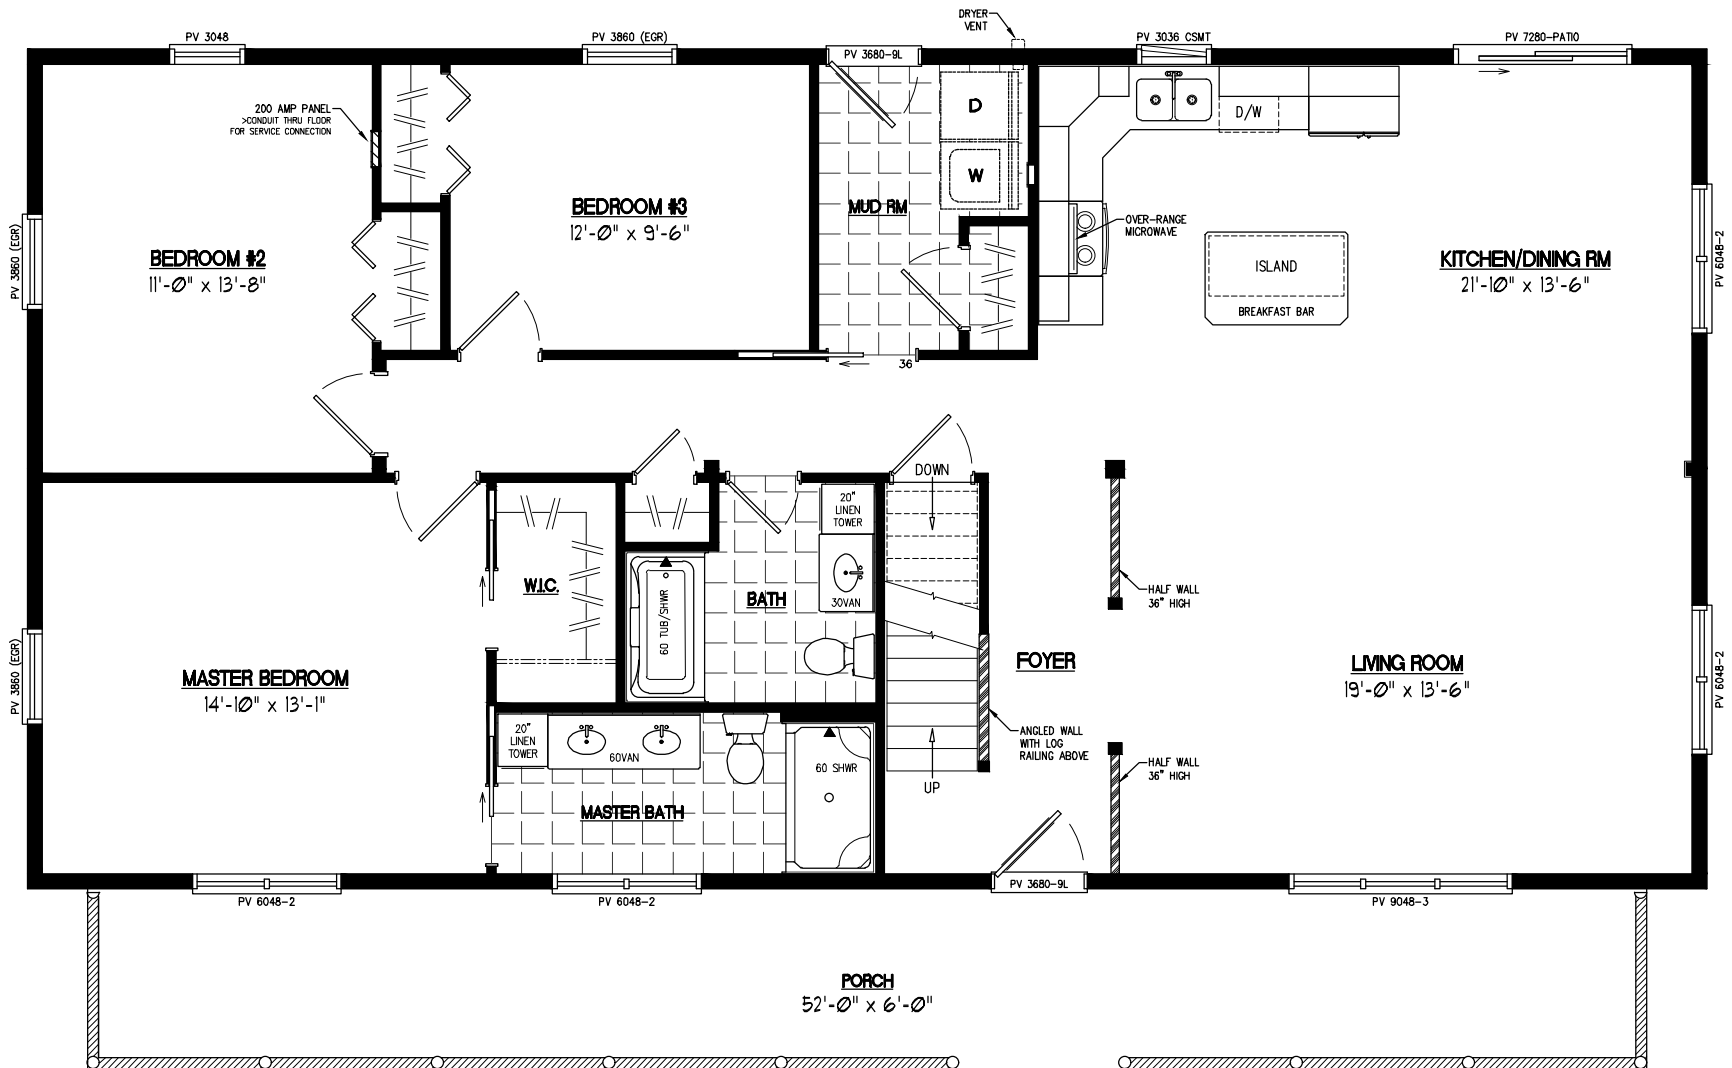 DRYER
VENT
PV 3048
PV 3860 (EGR)
PV 3680-9L
PV 3036 CSMT
PV 7280-PATIO
200 AMP PANEL
>CONDUIT THRU FLOOR
FOR SERVICE CONNECTION
D
W
D/W
MUD RM
BEDROOM #3
12'-0" x 9'-6"
BEDROOM #2
11'-0" x 13'-8"
PV 3860 (EGR)
OVER-RANGE
MICROWAVE
ISLAND
BREAKFAST BAR
KITCHEN/DINING RM
21'-10" x 13'-6"
PV 6048-2
36
DOWN
20"
LINEN
TOWER
30VAN
W.I.C.
60 TUB/SHWR
BATH
HALF WALL
36" HIGH
FOYER
LIVING ROOM
19'-0" x 13'-6"
PV 6048-2
MASTER BEDROOM
14'-10" x 13'-1"
PV 3860 (EGR)
20"
LINEN
TOWER
60VAN
60 SHWR
MASTER BATH
ANGLED WALL
WITH LOG
RAILING ABOVE
UP
HALF WALL
36" HIGH
PV 6048-2
PV 6048-2
PV 3680-9L
PV 9048-3
PORCH
52'-0" x 6'-0"